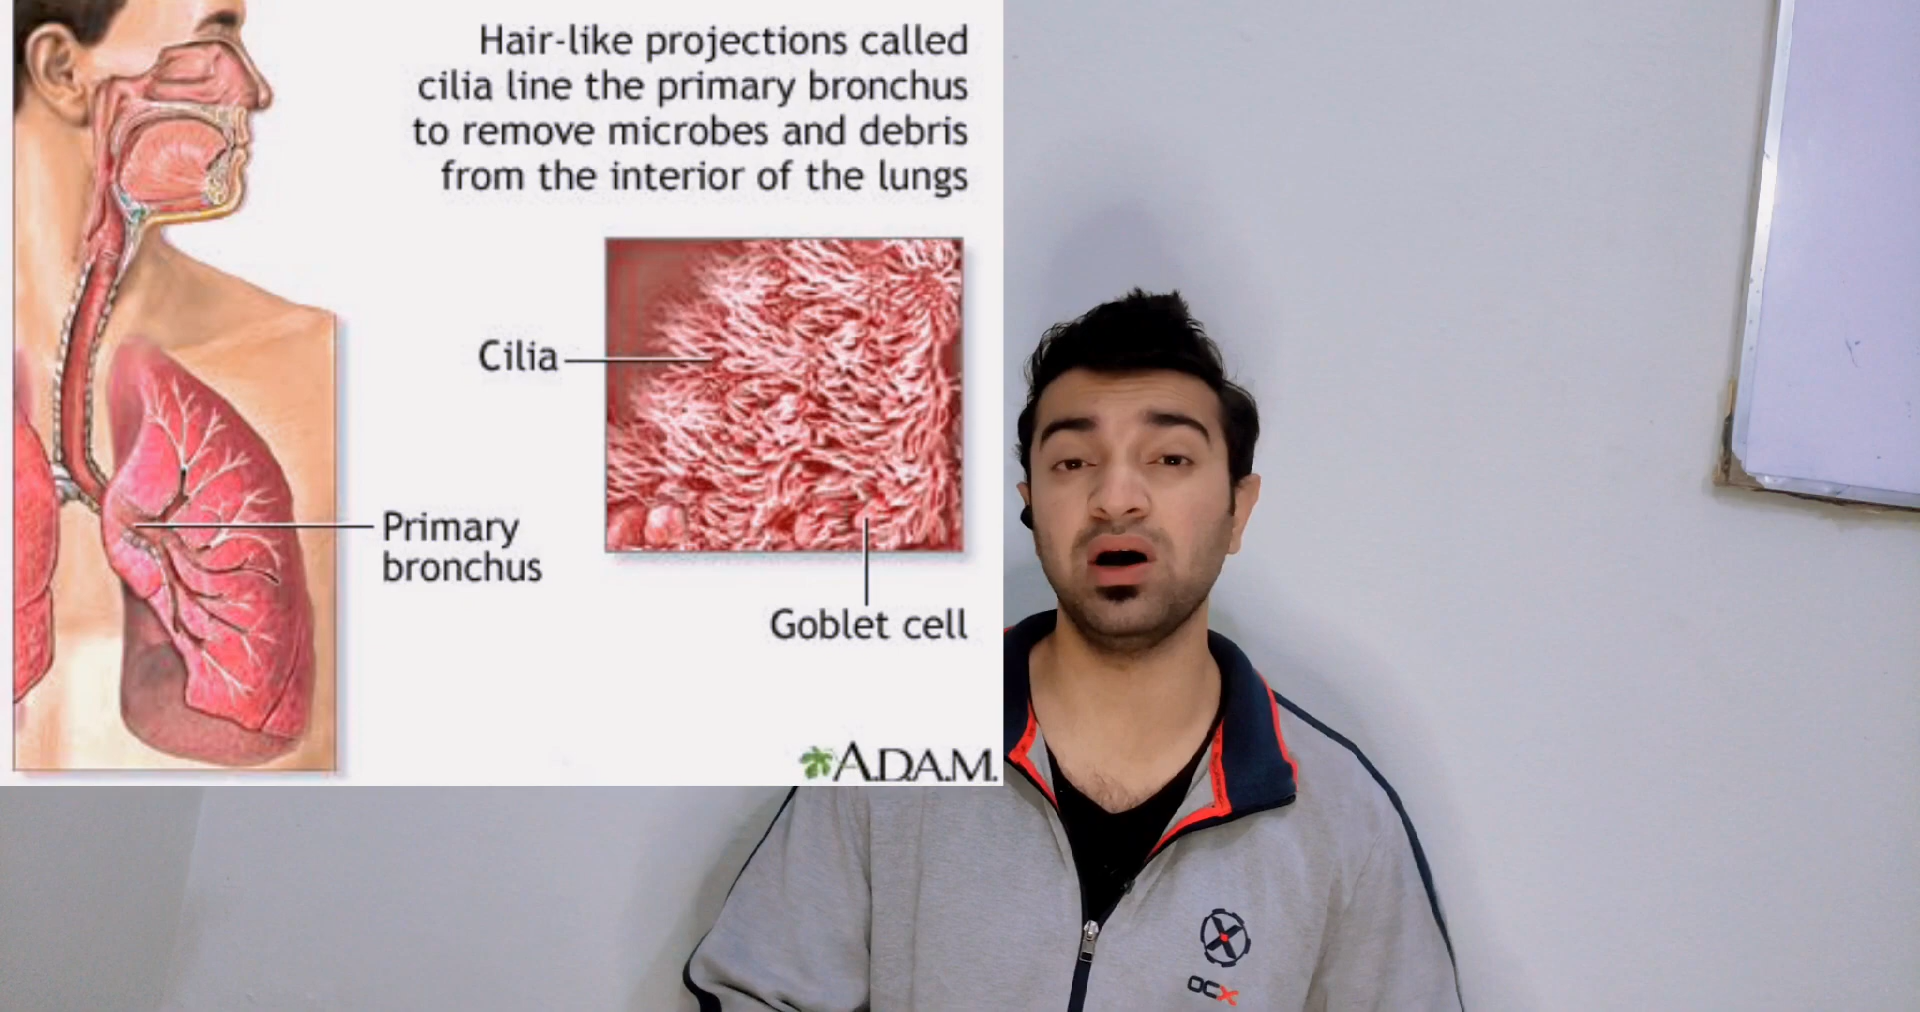 Hair-like projections called
cilia line the primary bronchus
to remove microbes and debris
from the interior of the lungs
Cilia
Primary
bronchus
Goblet cell
A.D.A.M.
OCX